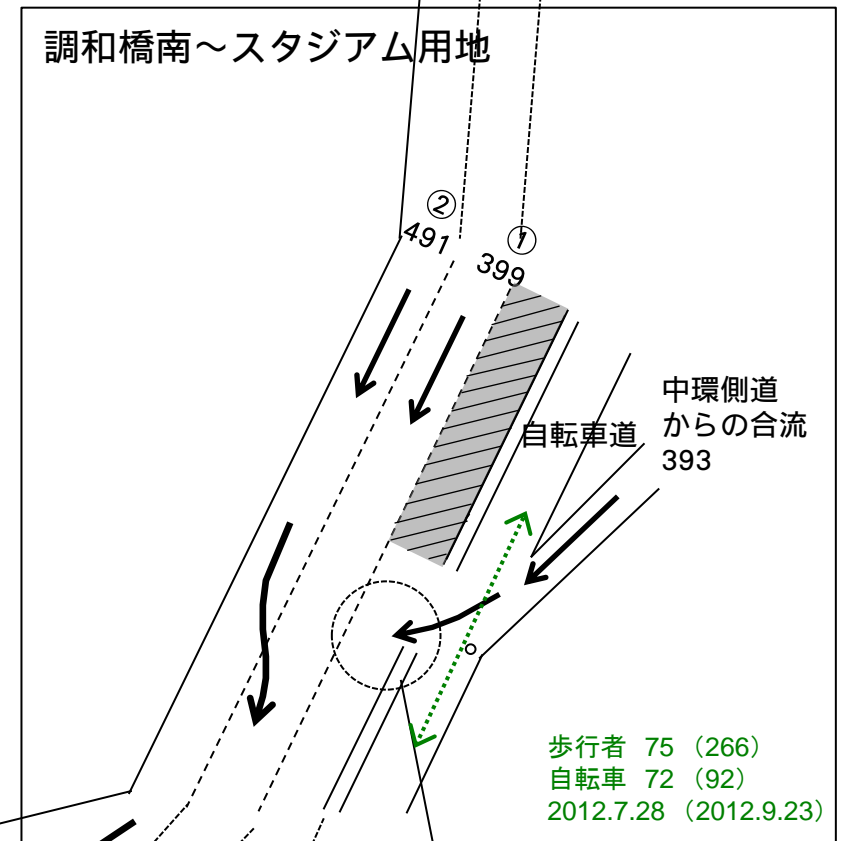 調和橋南～スタジアム用地
②
491
①
399
中環側道
からの合流
393
自転車道
歩行者 75 （266）
自転車 72 （92）
2012.7.28 （2012.9.23）